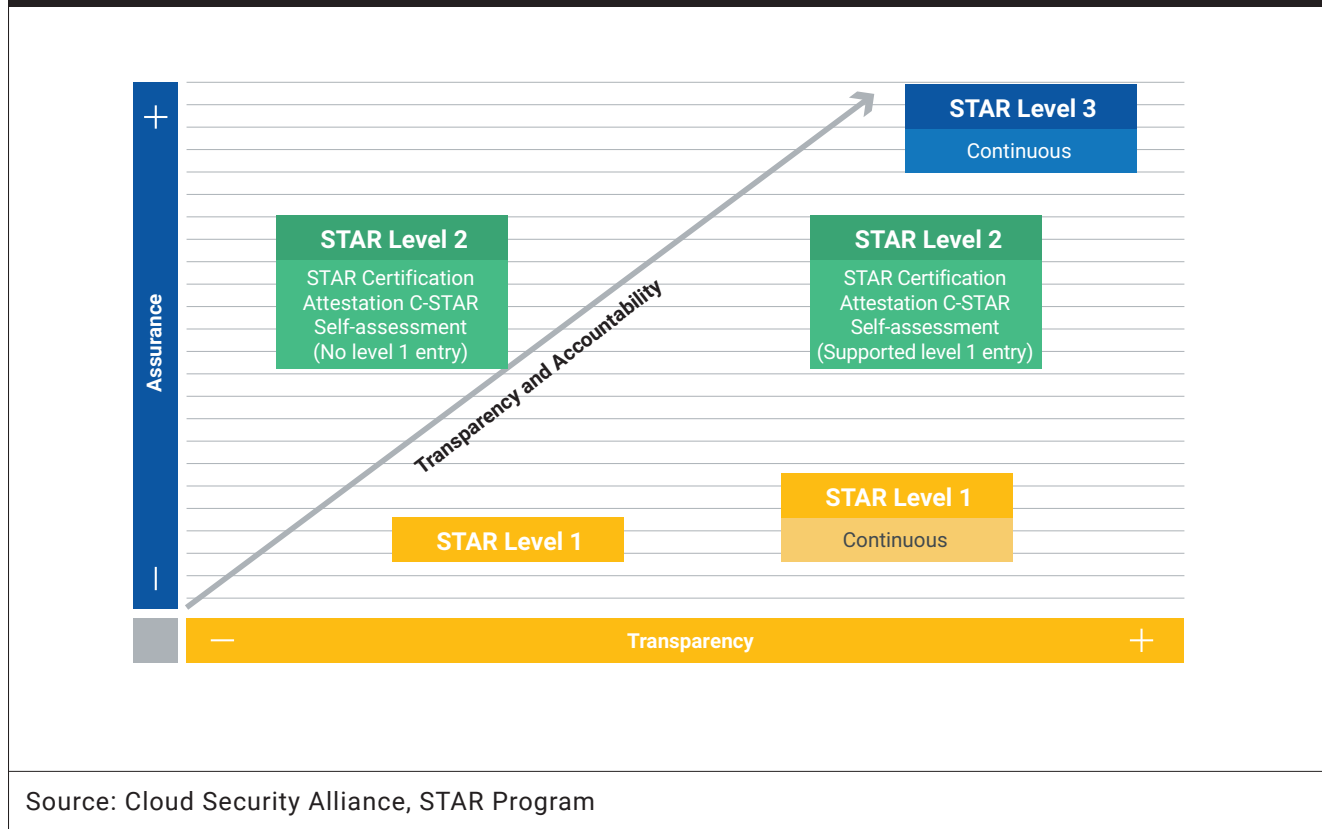 +
STAR Level 3
Continuous
STAR Level 2
STAR Certification
Attestation C-STAR
Self-assessment
(No level 1 entry)
STAR Level 2
STAR Certification
Attestation C-STAR
Self-assessment
(Supported level 1 entry)
Assurance
Transparency and Accountability
STAR Level 1
Continuous
STAR Level 1
—
— Transparency +
Source: Cloud Security Alliance, STAR Program